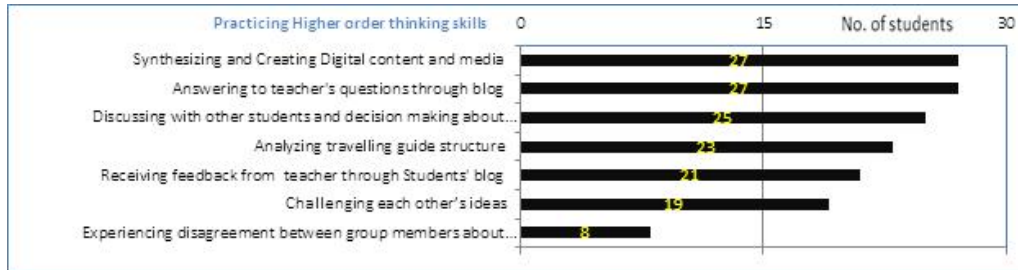 Practicing Higher order thinking skills 0 15 No. of students 30
Synthesizing and Creating Digital content and media 27
Answering to teacher's questions through blog 27
Discussing with other students and decision making about... 25
Analyzing travelling guide structure 23
Receiving feedback from teacher through Students' blog 21
Challenging each other's ideas 19
Experiencing disagreement between group members about... 8